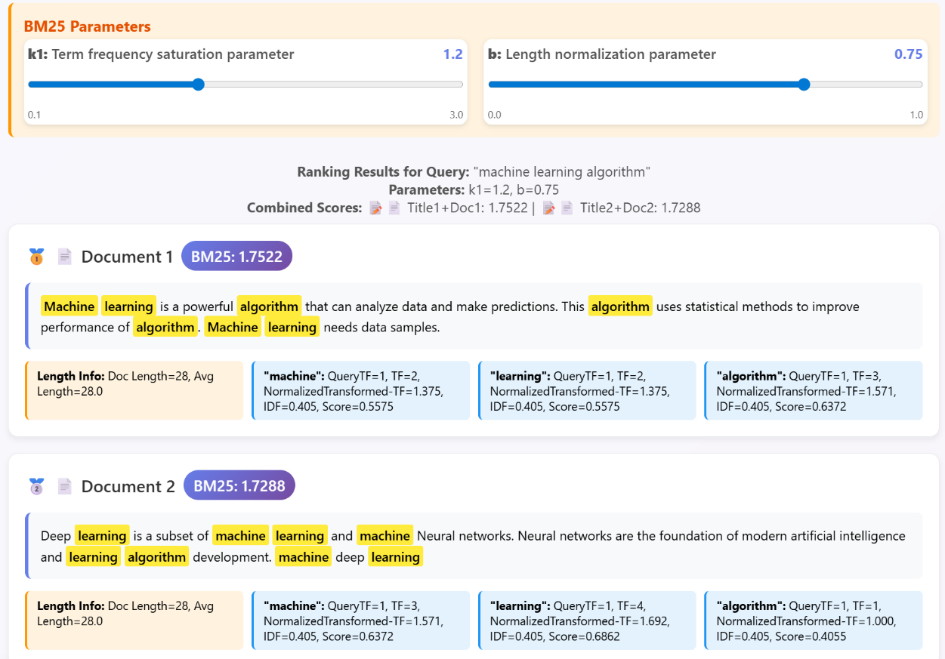 BM25 Parameters
k1: Term frequency saturation parameter 1.2
0.1 3.0
b: Length normalization parameter 0.75
0.0 1.0
Ranking Results for Query: "machine learning algorithm"
Parameters: k1=1.2, b=0.75
Combined Scores: Title1+Doc1: 1.7522 | Title2+Doc2: 1.7288
Document 1 BM25: 1.7522
Machine learning is a powerful algorithm that can analyze data and make predictions. This algorithm uses statistical methods to improve
performance of algorithm. Machine learning needs data samples.
Length Info: Doc Length=28, Avg
Length=28.0
"machine": QueryTF=1, TF=2,
NormalizedTransformed-TF=1.375,
IDF=0.405, Score=0.5575
"learning": QueryTF=1, TF=2,
NormalizedTransformed-TF=1.375,
IDF=0.405, Score=0.5575
"algorithm": QueryTF=1, TF=3,
NormalizedTransformed-TF=1.571,
IDF=0.405, Score=0.6372
Document 2 BM25: 1.7288
Deep learning is a subset of machine learning and machine Neural networks. Neural networks are the foundation of modern artificial intelligence
and learning algorithm development. machine deep learning
Length Info: Doc Length=28, Avg
Length=28.0
"machine": QueryTF=1, TF=3,
NormalizedTransformed-TF=1.571,
IDF=0.405, Score=0.6372
"learning": QueryTF=1, TF=4,
NormalizedTransformed-TF=1.692,
IDF=0.405, Score=0.6862
"algorithm": QueryTF=1, TF=1,
NormalizedTransformed-TF=1.000,
IDF=0.405, Score=0.4055